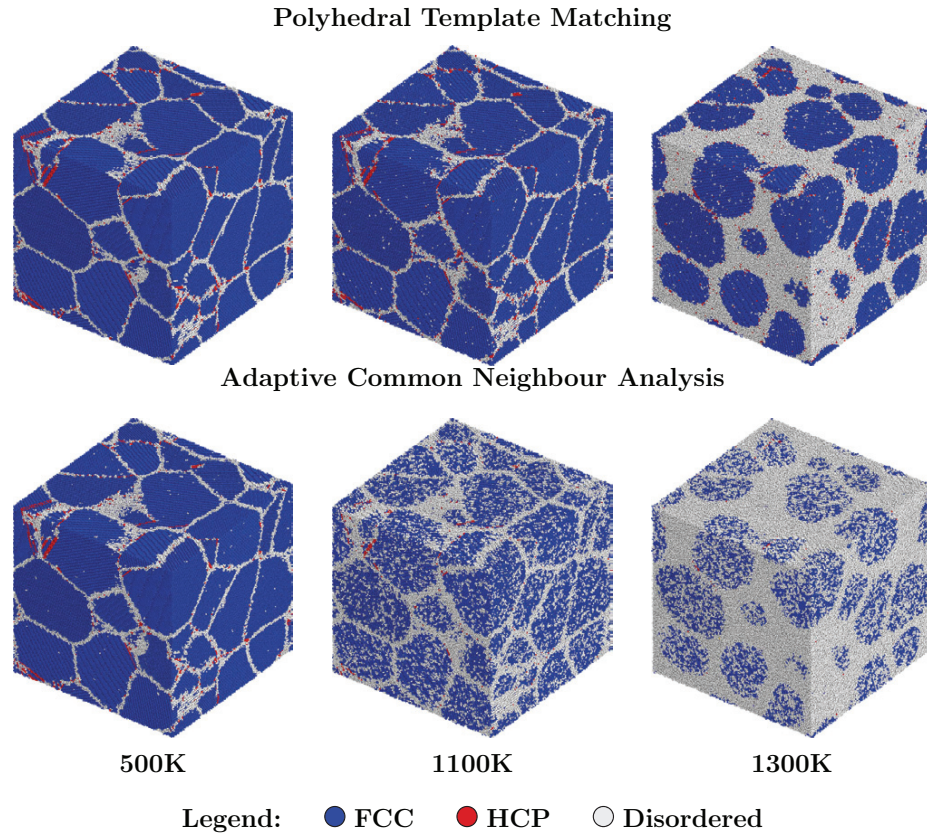 Polyhedral Template Matching
Adaptive Common Neighbour Analysis
500K 1100K 1300K
Legend: FCC HCP Disordered